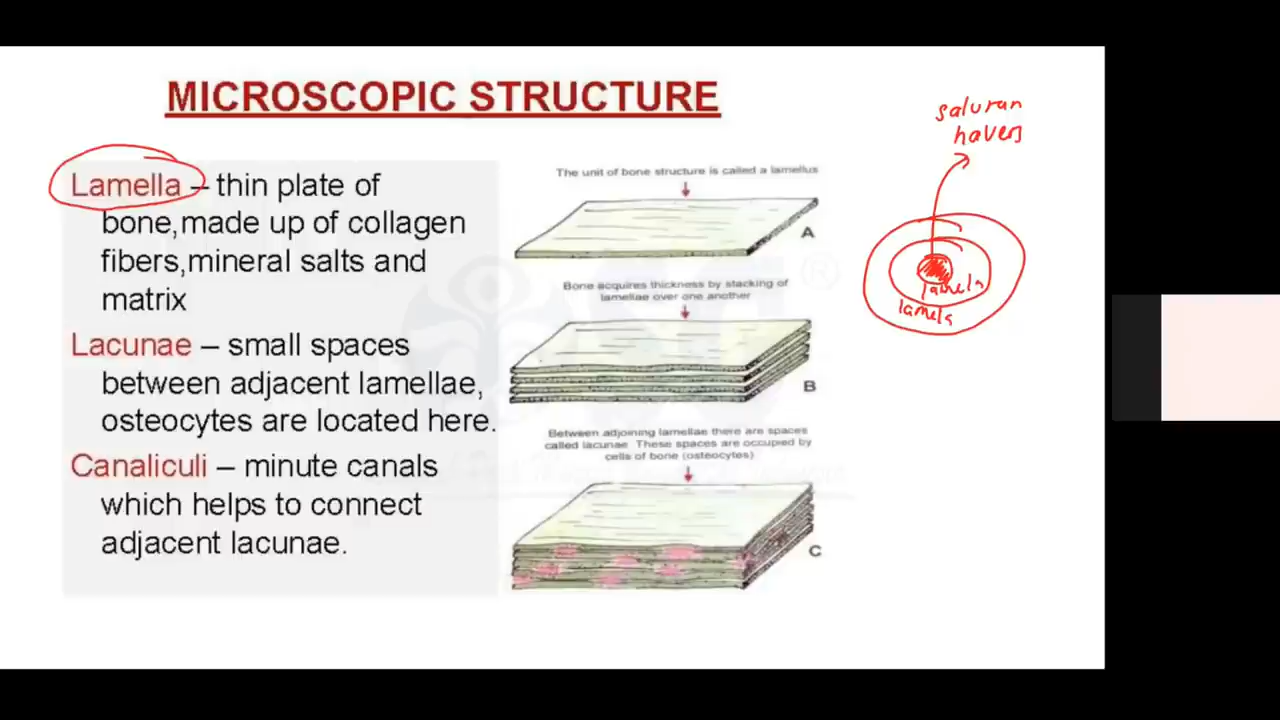 MICROSCOPIC STRUCTURE
Lamella – thin plate of
bone,made up of collagen
fibers,mineral salts and
matrix
Lacunae – small spaces
between adjacent lamellae,
osteocytes are located here.
Canaliculi – minute canals
which helps to connect
adjacent lacunae.
The unit of bone structure is called a lamellus
A
Bone acquires thickness by stacking of
lamellae over one another
B
Between adjoining lamellae there are spaces
called lacunae These spaces are occupied by
cells of bone (osteocytes)
C
saluran
havers
lamela
lamela